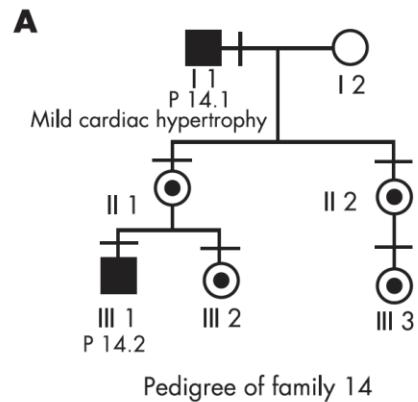 A
I 1
I 2
P 14.1
Mild cardiac hypertrophy
II 1
II 2
III 1
III 2
III 3
P 14.2
Pedigree of family 14